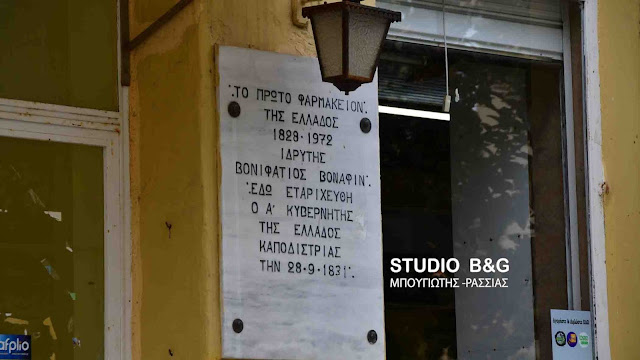 "ΤΟ ΠΡΩΤΟ ΦΑΡΜΑΚΕΙΟΝ"
ΤΗΣ ΕΛΛΑΔΟΣ
1828-1972
ΙΔΡΥΤΗΣ
ΒΟΝΙΦΑΤΙΟΣ ΒΟΝΑΦΙΝ".
"ΕΔΩ ΕΤΑΡΙΧΕΥΘΗ
Ο Α' ΚΥΒΕΡΝΗΤΗΣ
ΤΗΣ ΕΛΛΑΔΟΣ
ΚΑΠΟΔΙΣΤΡΙΑΣ
ΤΗΝ 28-9-1831".
STUDIO B&G
ΜΠΟΥΓΙΩΤΗΣ -ΡΑΣΣΙΑΣ
aplio